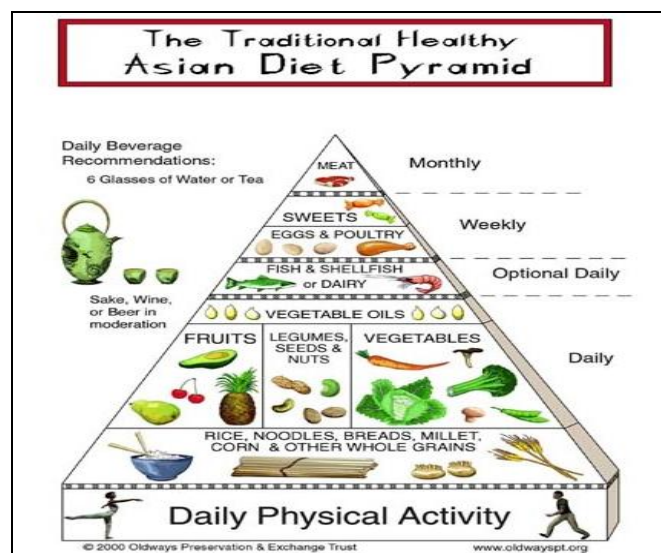 The Traditional Healthy
Asian Diet Pyramid
Daily Beverage
Recommendations:
6 Glasses of Water or Tea
Sake, Wine,
or Beer in
moderation
MEAT
Monthly
SWEETS
EGGS & POULTRY
Weekly
FISH & SHELLFISH
or DAIRY
Optional Daily
VEGETABLE OILS
FRUITS
LEGUMES,
SEEDS &
NUTS
VEGETABLES
Daily
RICE, NOODLES, BREADS, MILLET,
CORN & OTHER WHOLE GRAINS
Daily Physical Activity
© 2000 Oldways Preservation & Exchange Trust
www.oldwayspt.org